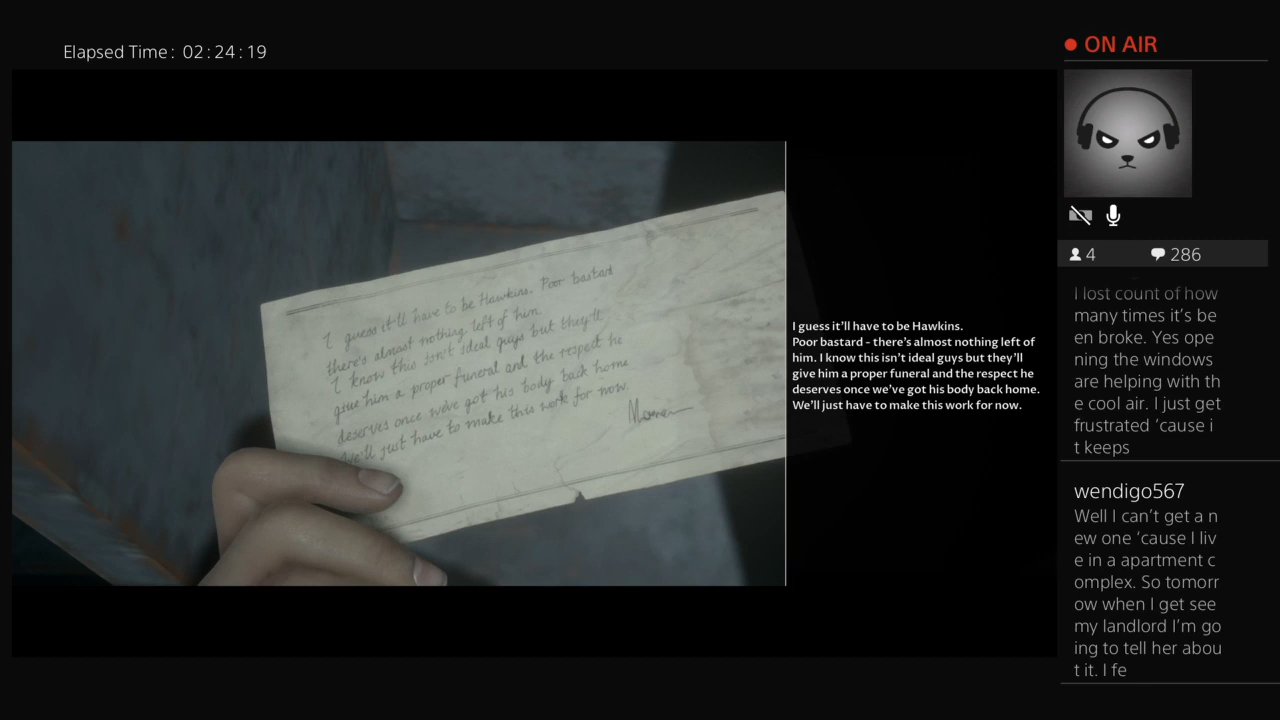 Elapsed Time: 02:24:19
ON AIR
4
286
I guess it'll have to be Hawkins. Poor bastard
there's almost nothing left of him.
I know this isn't ideal guys but they'll
give him a proper funeral and the respect he
deserves once we've got his body back home
We'll just have to make this work for now.
I guess it'll have to be Hawkins.
Poor bastard - there's almost nothing left of
him. I know this isn't ideal guys but they'll
give him a proper funeral and the respect he
deserves once we've got his body back home.
We'll just have to make this work for now.
I lost count of how
many times it's be
en broke. Yes ope
ning the windows
are helping with th
e cool air. I just get
frustrated ‘cause i
t keeps
wendigo567
Well I can't get a n
ew one ‘cause I liv
e in a apartment c
omplex. So tomorr
ow when I get see
my landlord I'm go
ing to tell her abou
t it. I fe